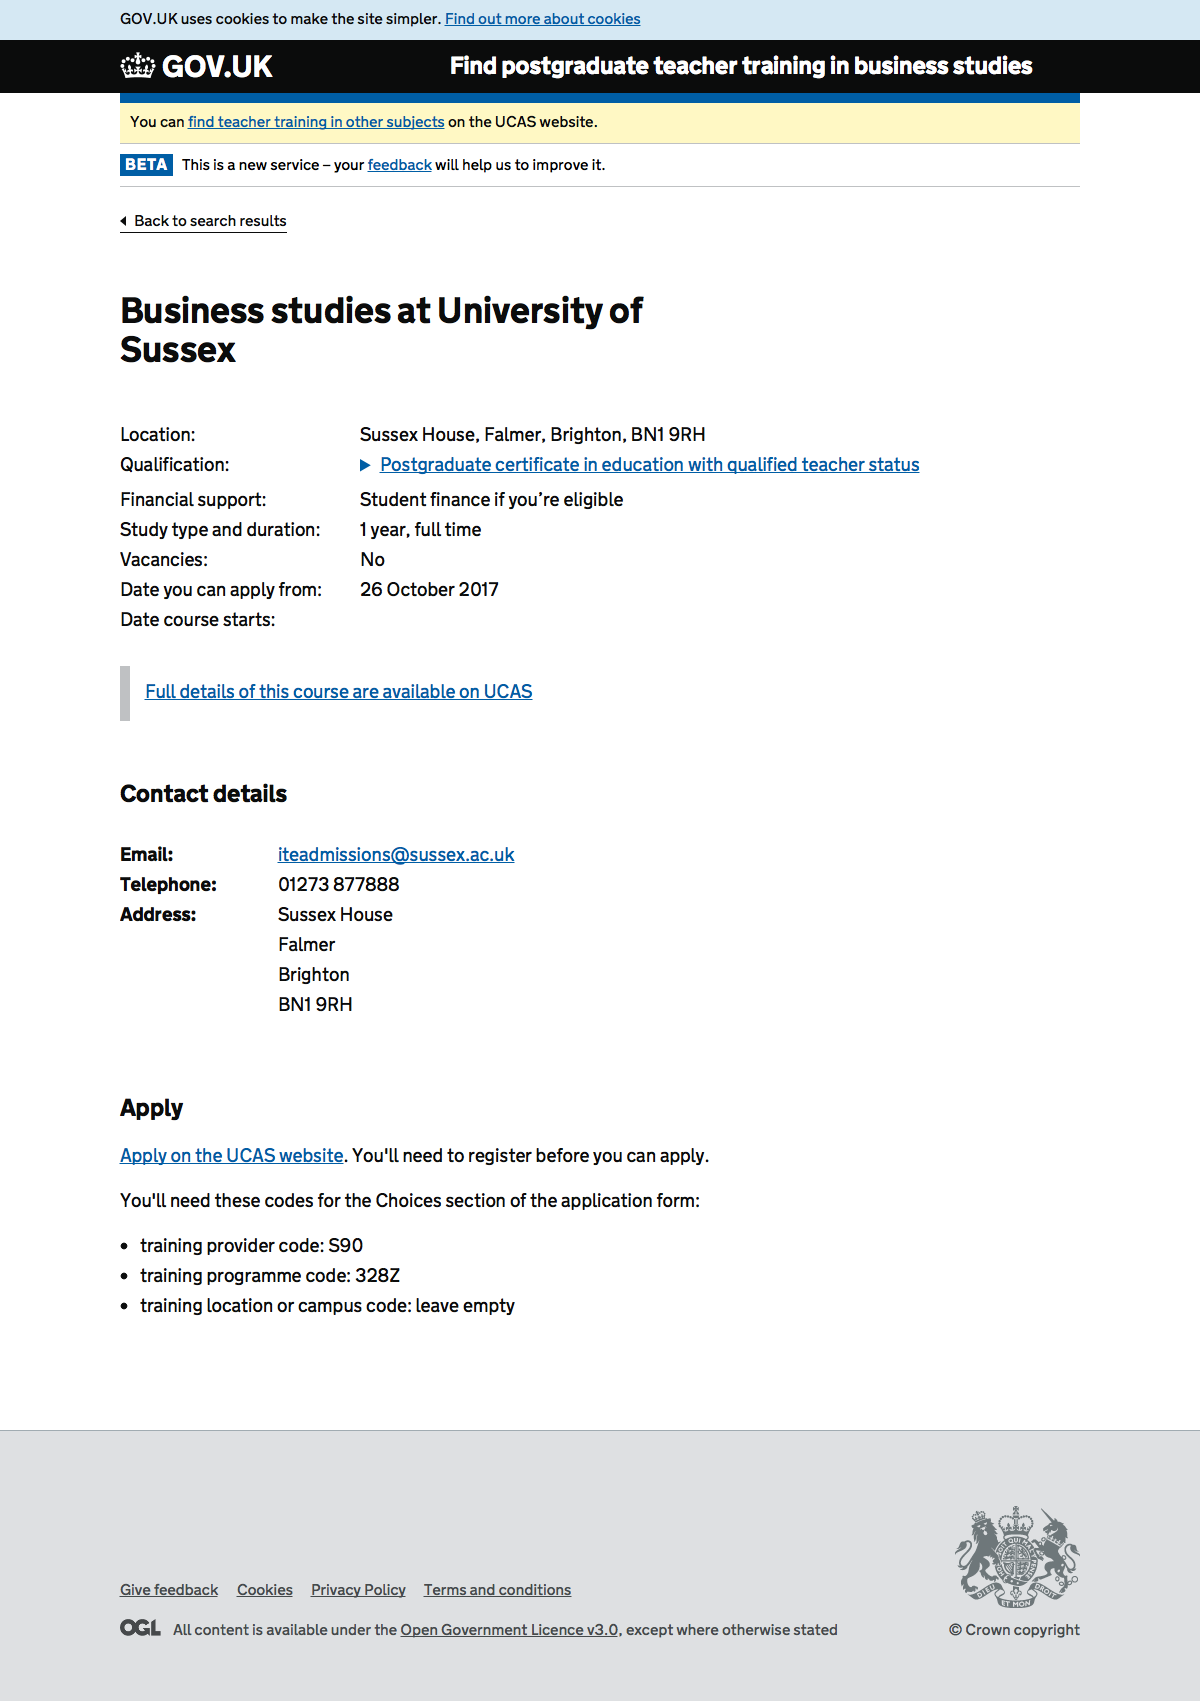 GOV.UK uses cookies to make the site simpler. Find out more about cookies
GOV.UK
Find postgraduate teacher training in business studies
You can find teacher training in other subjects on the UCAS website.
BETA This is a new service – your feedback will help us to improve it.
Back to search results
Business studies at University of
Sussex
Location: Sussex House, Falmer, Brighton, BN1 9RH
Qualification: Postgraduate certificate in education with qualified teacher status
Financial support: Student finance if you’re eligible
Study type and duration: 1 year, full time
Vacancies: No
Date you can apply from: 26 October 2017
Date course starts:
Full details of this course are available on UCAS
Contact details
Email: iteadmissions@sussex.ac.uk
Telephone: 01273 877888
Address: Sussex House
Falmer
Brighton
BN1 9RH
Apply
Apply on the UCAS website. You'll need to register before you can apply.
You'll need these codes for the Choices section of the application form:
• training provider code: S90
• training programme code: 328Z
• training location or campus code: leave empty
DIEU ET MON DROIT
Give feedback Cookies Privacy Policy Terms and conditions
OGL All content is available under the Open Government Licence v3.0, except where otherwise stated
© Crown copyright